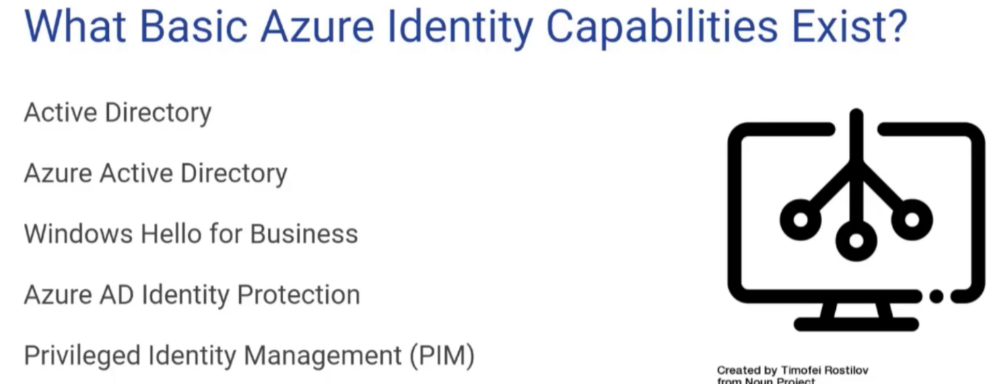 What Basic Azure Identity Capabilities Exist?
Active Directory
Azure Active Directory
Windows Hello for Business
Azure AD Identity Protection
Privileged Identity Management (PIM)
Created by Timofei Rostilov
from Noun Project